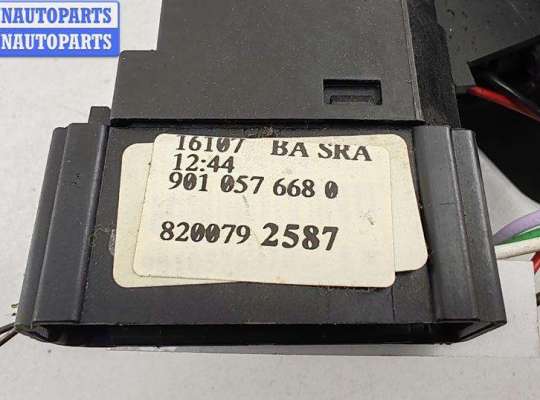 NAUTOPARTS
NAUTOPARTS
16107 BA SRA
12:44
901 057 668 0
820079 2587